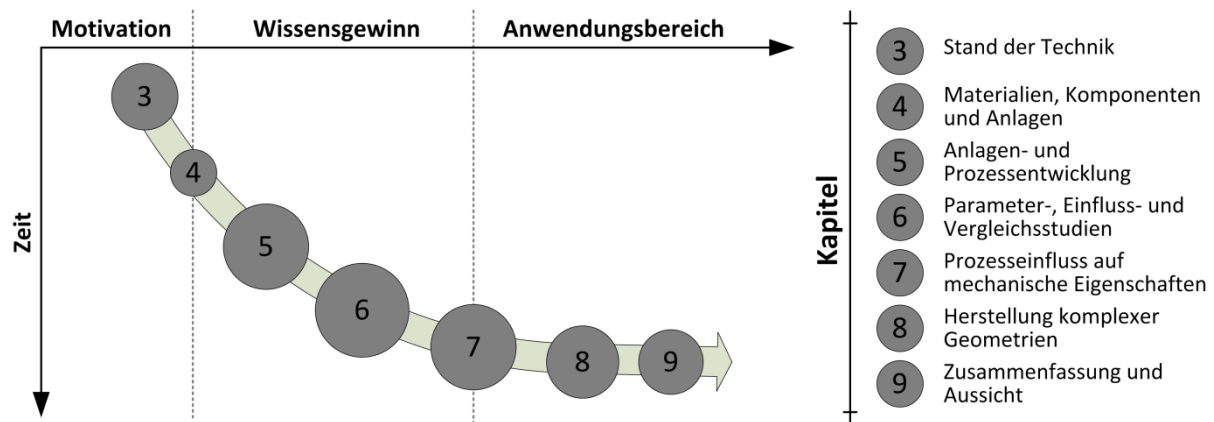 Motivation
Wissensgewinn
Anwendungsbereich
Zeit
3
4
5
6
7
8
9
Kapitel
3 Stand der Technik
4 Materialien, Komponenten
und Anlagen
5 Anlagen- und
Prozessentwicklung
6 Parameter-, Einfluss- und
Vergleichsstudien
7 Prozesseinfluss auf
mechanische Eigenschaften
8 Herstellung komplexer
Geometrien
9 Zusammenfassung und
Aussicht